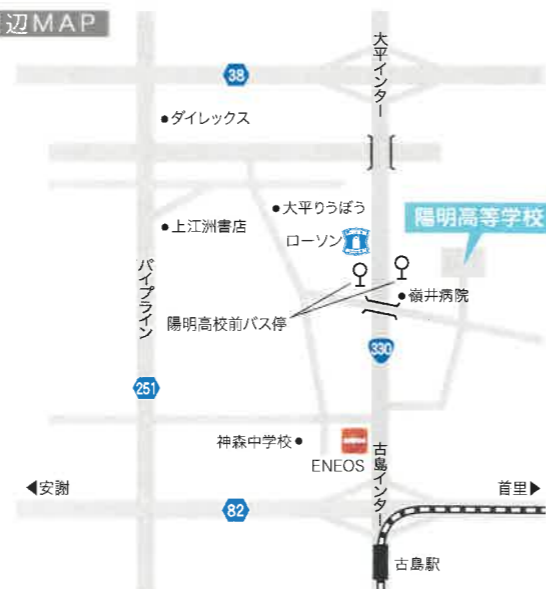 辺MAP
大平インター
38
ダイレックス
大平りうぼう
陽明高等学校
上江洲書店
ローソン
パイプライン
嶺井病院
陽明高校前バス停
330
251
神森中学校
ENEOS
古島インター
安謝
首里
82
古島駅